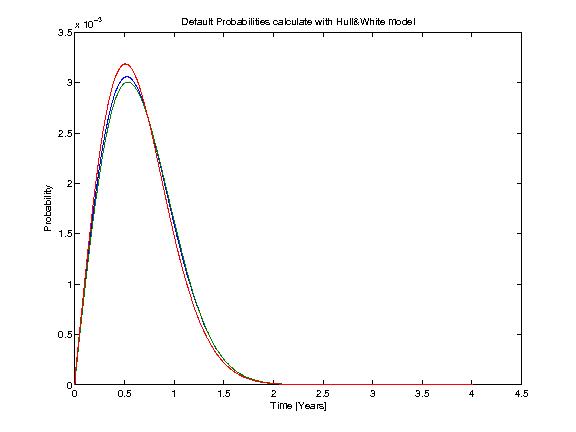 Default Probabilities calculate with Hull&White Model
x 10⁻³
3.5
3
2.5
2
1.5
1
0.5
0
Probability
0 0.5 1 1.5 2 2.5 3 3.5 4 4.5
Time [Years]